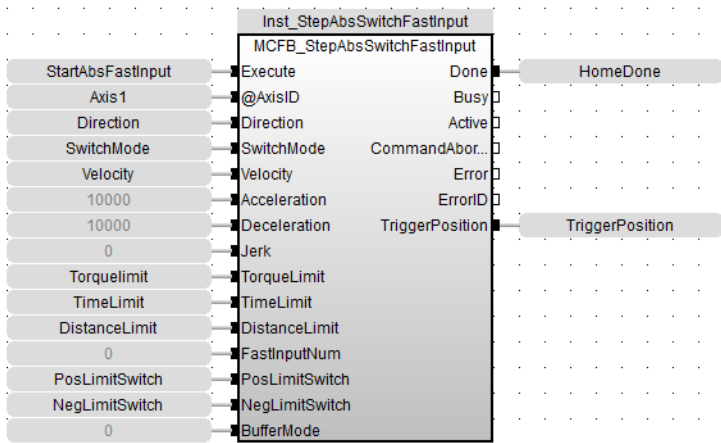 Inst_StepAbsSwitchFastInput
MCFB_StepAbsSwitchFastInput
StartAbsFastInput Execute Done HomeDone
Axis1 @AxisID Busy
Direction Direction Active
SwitchMode SwitchMode CommandAbor...
Velocity Velocity Error
10000 Acceleration ErrorID
10000 Deceleration TriggerPosition TriggerPosition
0 Jerk
Torquelimit TorqueLimit
TimeLimit TimeLimit
DistanceLimit DistanceLimit
0 FastInputNum
PosLimitSwitch PosLimitSwitch
NegLimitSwitch NegLimitSwitch
0 BufferMode